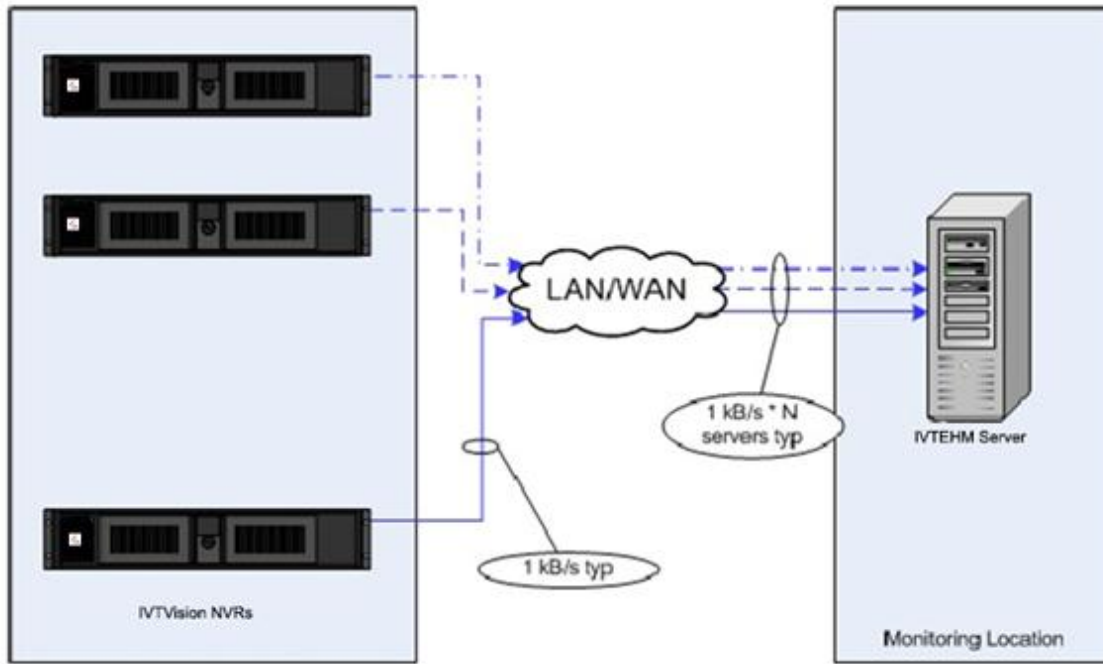 LAN/WAN
1 kB/s * N
servers typ
IVTEHM Server
1 kB/s typ
IVTVision NVRs
Monitoring Location